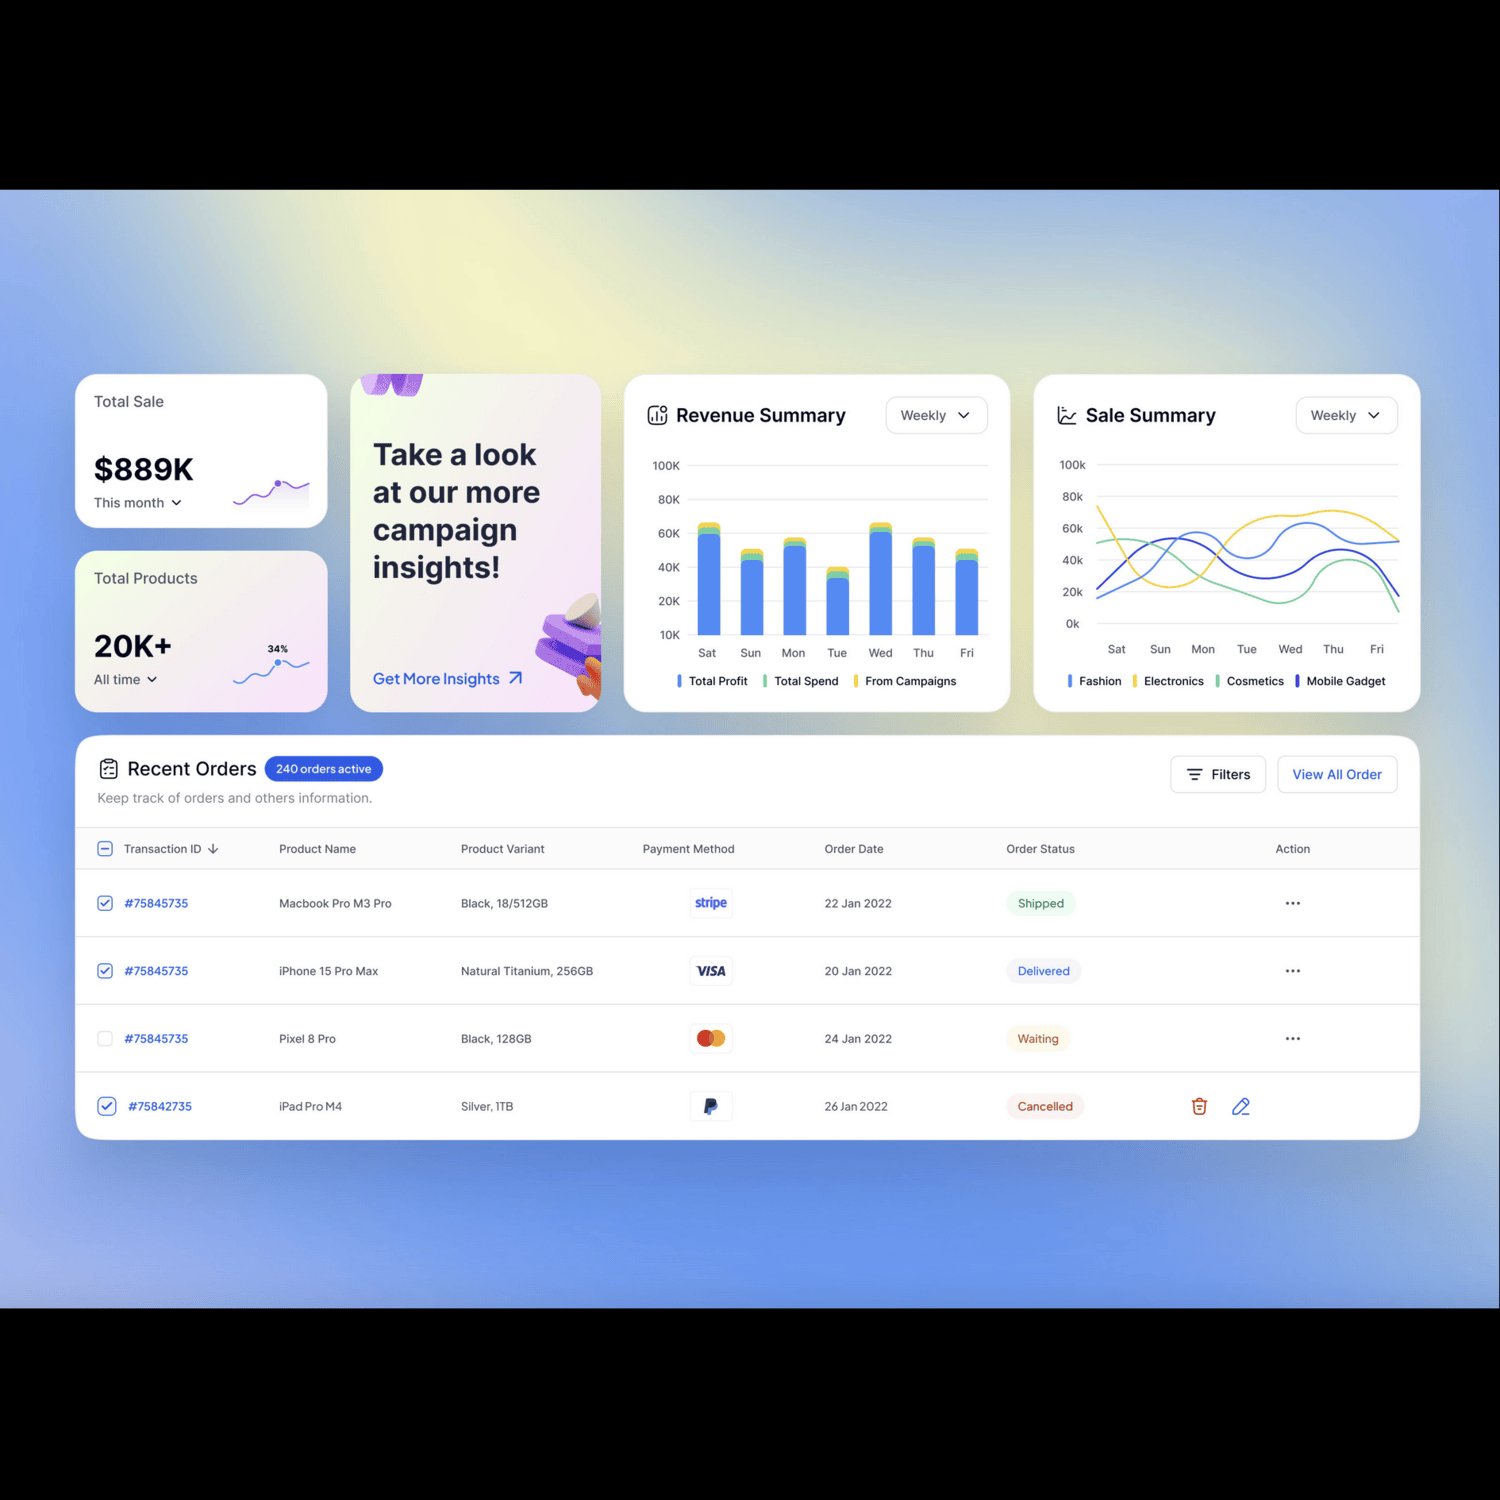 Total Sale
$889K
This month
Total Products
20K+
34%
All time
Take a look
at our more
campaign
insights!
Get More Insights
Revenue Summary
Weekly
100K
80K
60K
40K
20K
10K
Sat Sun Mon Tue Wed Thu Fri
Total Profit Total Spend From Campaigns
Sale Summary
Weekly
100k
80k
60k
40k
20k
0k
Sat Sun Mon Tue Wed Thu Fri
Fashion Electronics Cosmetics Mobile Gadget
Recent Orders 240 orders active
Keep track of orders and others information.
Filters View All Order
Transaction ID Product Name Product Variant Payment Method Order Date Order Status Action
#75845735 Macbook Pro M3 Pro Black, 18/512GB stripe 22 Jan 2022 Shipped
#75845735 iPhone 15 Pro Max Natural Titanium, 256GB VISA 20 Jan 2022 Delivered
#75845735 Pixel 8 Pro Black, 128GB 24 Jan 2022 Waiting
#75842735 iPad Pro M4 Silver, 1TB 26 Jan 2022 Cancelled